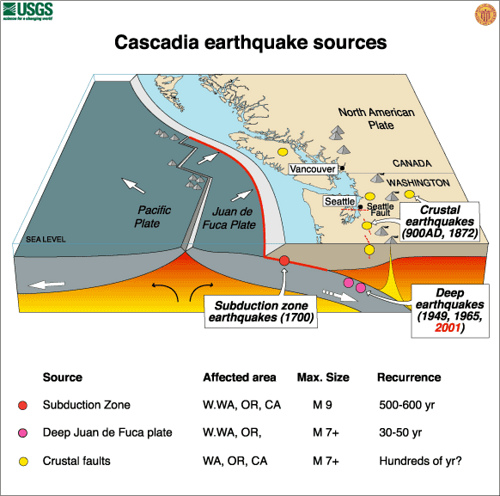 USGS
science for a changing world
Cascadia earthquake sources
North American
Plate
CANADA
Vancouver
WASHINGTON
Seattle
Seattle
Fault
Crustal
earthquakes
(900AD, 1872)
Pacific
Plate
Juan de
Fuca Plate
SEA LEVEL
Subduction zone
earthquakes (1700)
Deep
earthquakes
(1949, 1965,
2001)
Source Affected area Max. Size Recurrence
Subduction Zone W.WA, OR, CA M 9 500-600 yr
Deep Juan de Fuca plate W.WA, OR, M 7+ 30-50 yr
Crustal faults WA, OR, CA M 7+ Hundreds of yr?